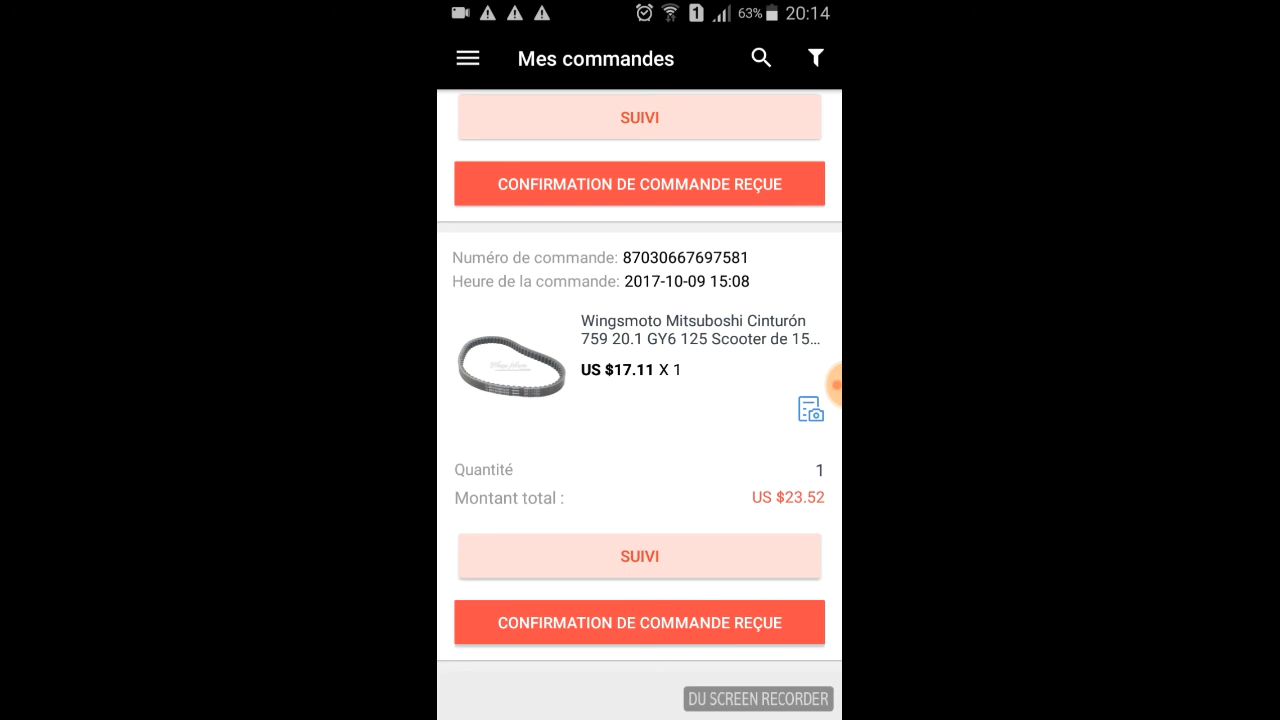 63% 20:14
1
Mes commandes
SUIVI
CONFIRMATION DE COMMANDE REÇUE
Numéro de commande: 87030667697581
Heure de la commande: 2017-10-09 15:08
Wingsmoto Mitsuboshi Cinturón
759 20.1 GY6 125 Scooter de 15...
US $17.11 X 1
Quantité 1
Montant total : US $23.52
SUIVI
CONFIRMATION DE COMMANDE REÇUE
DU SCREEN RECORDER